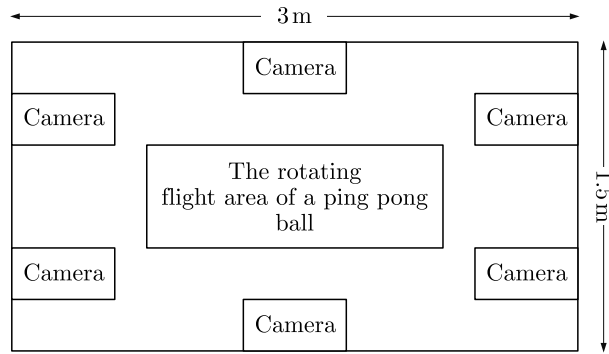 3 m
Camera
Camera
Camera
The rotating
flight area of a ping pong
ball
1.5 m
Camera
Camera
Camera